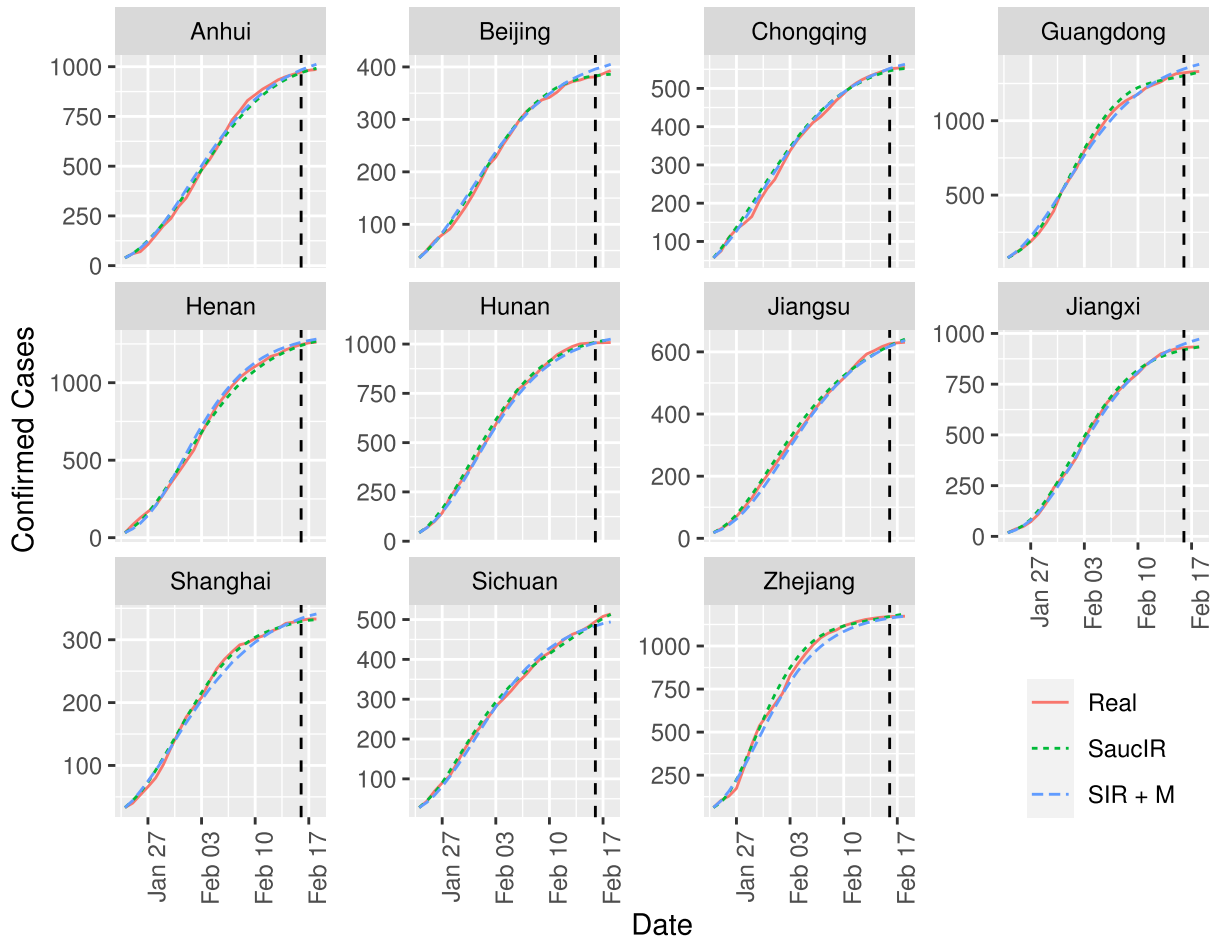 Anhui
Beijing
Chongqing
Guangdong
1000
750
500
250
0
400
300
200
100
500
400
300
200
100
1000
500
Henan
Hunan
Jiangsu
Jiangxi
1000
500
0
1000
750
500
250
0
600
400
200
0
1000
750
500
250
0
Jan 27
Feb 03
Feb 10
Feb 17
Shanghai
Sichuan
Zhejiang
300
200
100
500
400
300
200
100
1000
750
500
250
Jan 27
Feb 03
Feb 10
Feb 17
Jan 27
Feb 03
Feb 10
Feb 17
Jan 27
Feb 03
Feb 10
Feb 17
Confirmed Cases
Date
Real
SaucIR
SIR + M